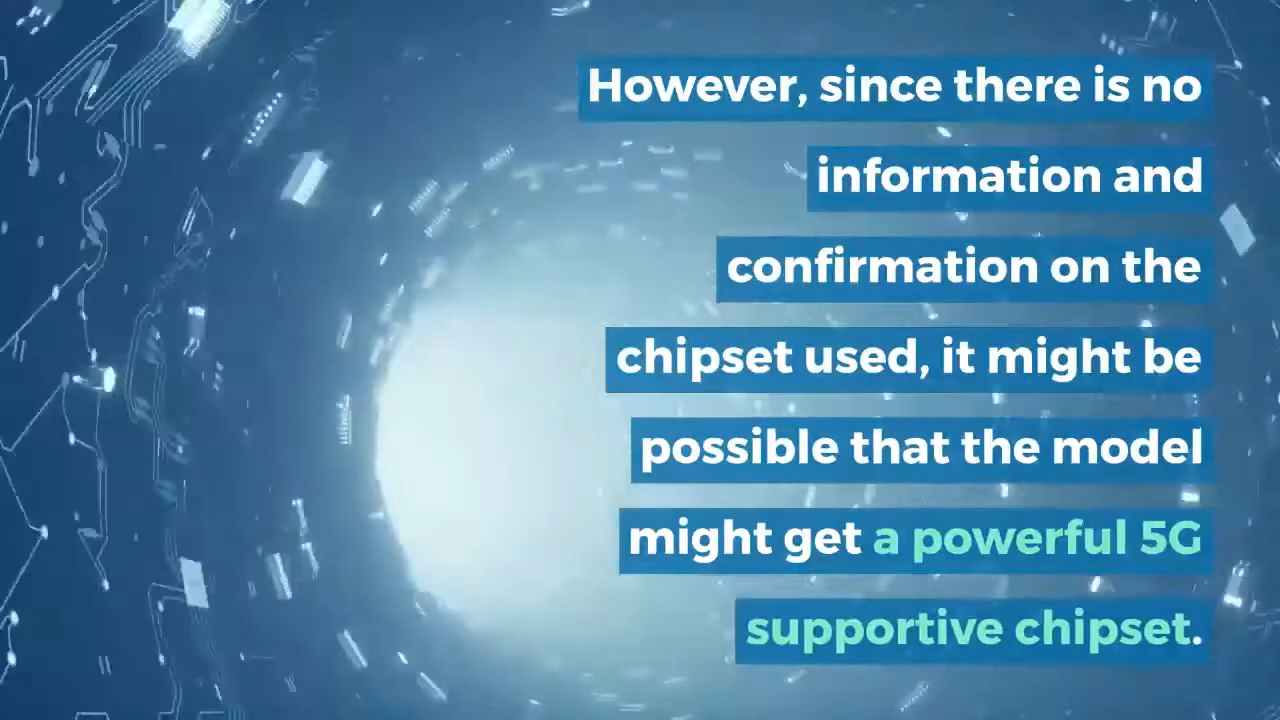 However, since there is no
information and
confirmation on the
chipset used, it might be
possible that the model
might get a powerful 5G
supportive chipset.